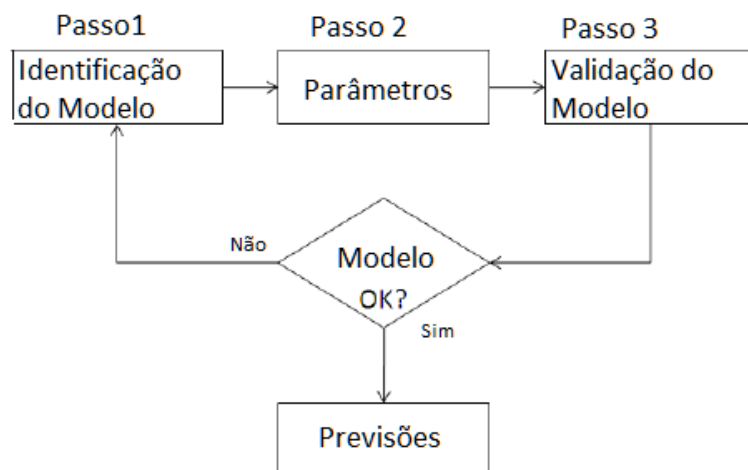 Passo1
Passo 2
Passo 3
Identificação
do Modelo
Parâmetros
Validação do
Modelo
Não
Modelo
OK?
Sim
Previsões